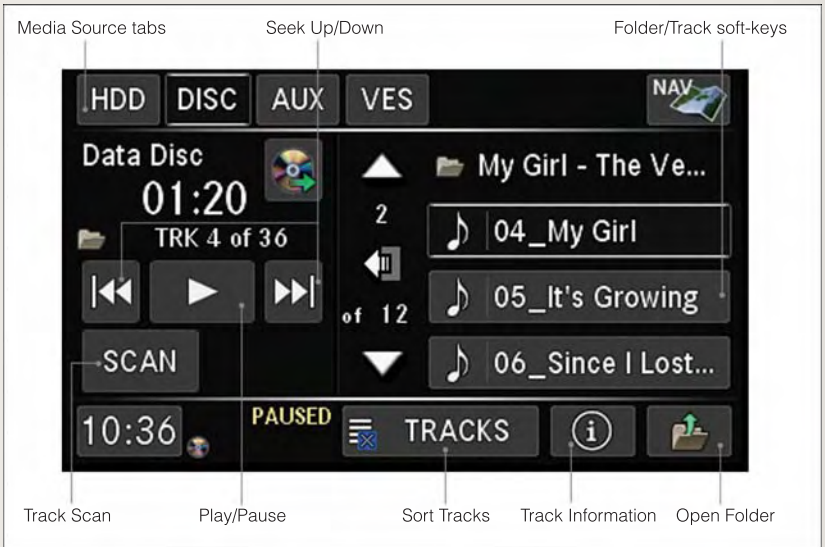 Media Source tabs
Seek Up/Down
Folder/Track soft-keys
HDD
DISC
AUX
VES
NAV
Data Disc
01:20
TRK 4 of 36
SCAN
10:36
PAUSED
2
of 12
My Girl - The Ve...
04_My Girl
05_It's Growing
06_Since I Lost...
TRACKS
i
Track Scan
Play/Pause
Sort Tracks
Track Information
Open Folder